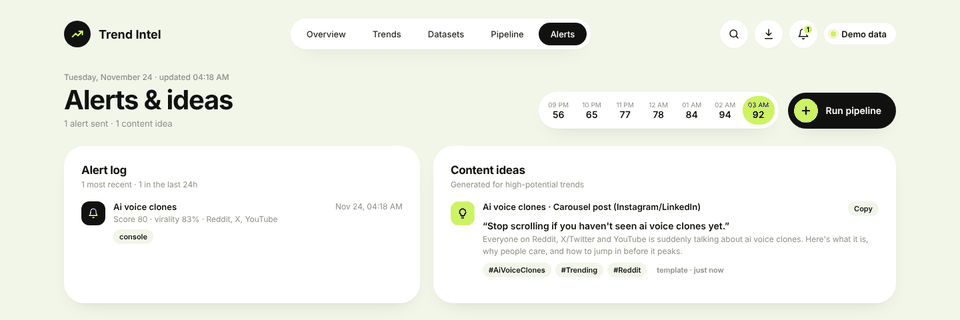 Trend Intel
Overview Trends Datasets Pipeline Alerts
1
Demo data
Tuesday, November 24 · updated 04:18 AM
Alerts & ideas
1 alert sent · 1 content idea
09 PM 10 PM 11 PM 12 AM 01 AM 02 AM 03 AM
56 65 77 78 84 94 92
Run pipeline
Alert log
1 most recent · 1 in the last 24h
Ai voice clones
Nov 24, 04:18 AM
Score 80 · virality 83% · Reddit, X, YouTube
console
Content ideas
Generated for high-potential trends
Ai voice clones · Carousel post (Instagram/LinkedIn)
Copy
“Stop scrolling if you haven't seen ai voice clones yet.”
Everyone on Reddit, X/Twitter and YouTube is suddenly talking about ai voice clones. Here's what it is,
why people care, and how to jump in before it peaks.
#AiVoiceClones #Trending #Reddit template · just now